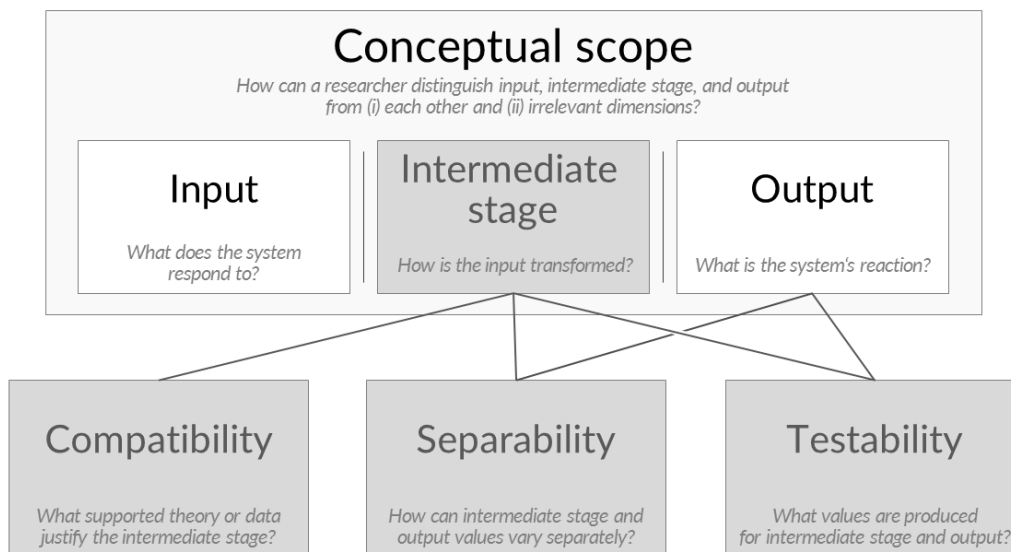 Conceptual scope
How can a researcher distinguish input, intermediate stage, and output
from (i) each other and (ii) irrelevant dimensions?
Input
What does the system
respond to?
Intermediate
stage
How is the input transformed?
Output
What is the system's reaction?
Compatibility
What supported theory or data
justify the intermediate stage?
Separability
How can intermediate stage and
output values vary separately?
Testability
What values are produced
for intermediate stage and output?